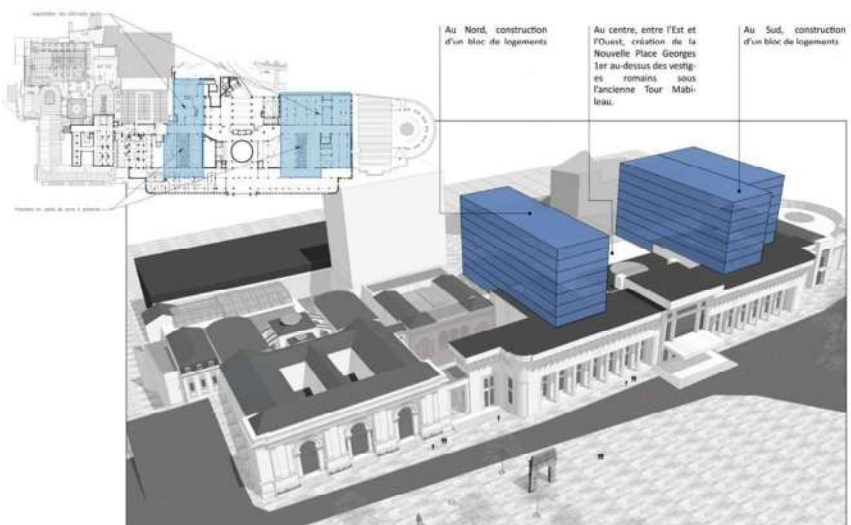 Au Nord, construction
d'un bloc de logements
Au centre, entre l'Est et
l'Ouest, création de la
Nouvelle Place Georges
1er au-dessus des vestig-
es romains sous
l'ancienne Tour Mabi-
leau.
Au Sud, construction
d'un bloc de logements